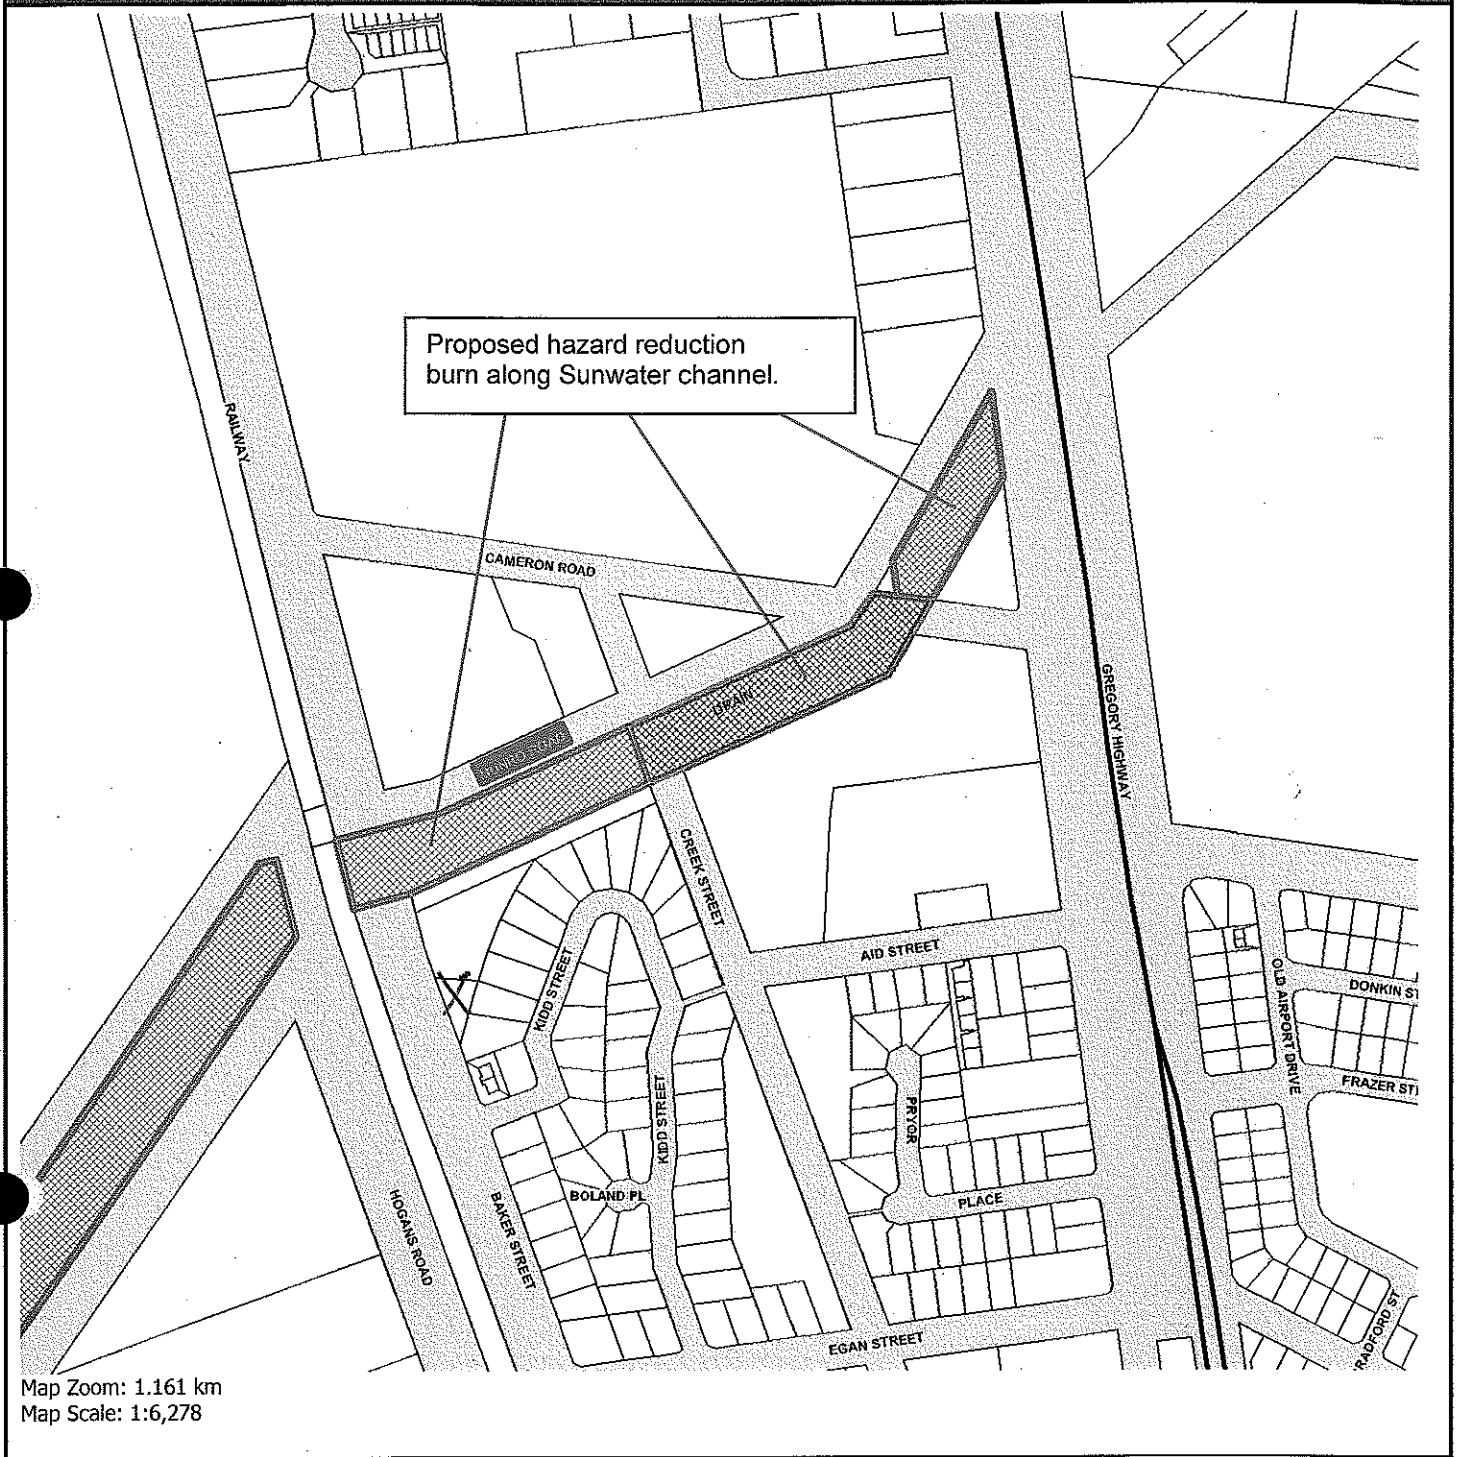 Proposed hazard reduction
burn along Sunwater channel.
RAILWAY
CAMERON ROAD
DRAIN
GREGORY HIGHWAY
CREEK STREET
AID STREET
KIDD STREET
OLD AIRPORT DRIVE
DONKIN ST
FRAZER ST
KIDD STREET
PRYOR
PLACE
BOLAND PL
HOGANS ROAD
BAKER STREET
EGAN STREET
RADFORD ST
Map Zoom: 1.161 km
Map Scale: 1:6,278